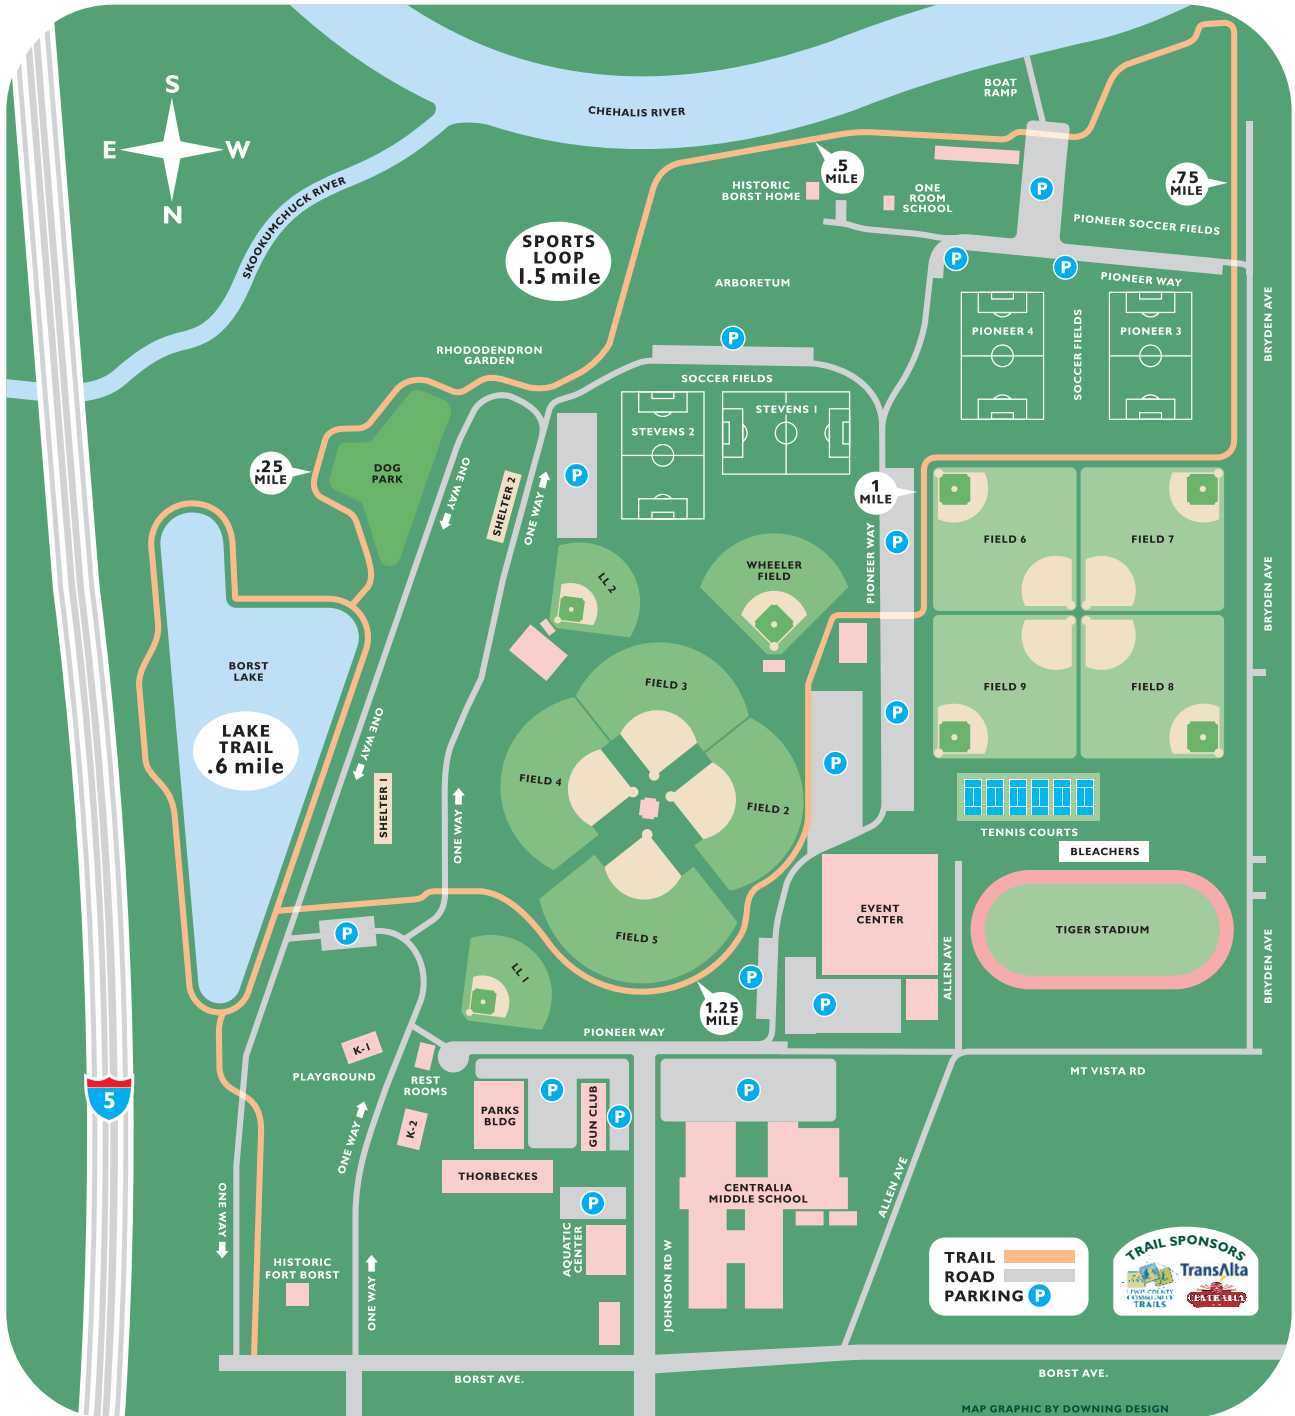 S
E
W
N
CHEHALIS RIVER
SKOOKUMCHUCK RIVER
BOAT
RAMP
.5
MILE
HISTORIC
BORST HOME
ONE
ROOM
SCHOOL
P
.75
MILE
PIONEER SOCCER FIELDS
SPORTS
LOOP
1.5 mile
P
P
PIONEER WAY
ARBORETUM
BRYDEN AVE
PIONEER 4
SOCCER FIELDS
PIONEER 3
P
RHODODENDRON
GARDEN
SOCCER FIELDS
STEVENS 1
STEVENS 2
.25
MILE
DOG
PARK
ONE WAY
SHELTER 2
ONE WAY
P
1
MILE
PIONEER WAY
P
FIELD 6
FIELD 7
BRYDEN AVE
LL 2
WHEELER
FIELD
BORST
LAKE
LAKE
TRAIL
.6 mile
ONE WAY
SHELTER 1
ONE WAY
FIELD 3
FIELD 4
FIELD 2
FIELD 5
P
P
FIELD 9
FIELD 8
TENNIS COURTS
BLEACHERS
EVENT
CENTER
TIGER STADIUM
ALLEN AVE
BRYDEN AVE
P
LL 1
P
P
1.25
MILE
PIONEER WAY
MT VISTA RD
K-1
PLAYGROUND
REST
ROOMS
K-2
5
PARKS
BLDG
P
GUN CLUB
P
P
THORBECKES
CENTRALIA
MIDDLE SCHOOL
ONE WAY
ONE WAY
P
AQUATIC
CENTER
ALLEN AVE
HISTORIC
FORT BORST
ONE WAY
JOHNSON RD W
TRAIL
ROAD
PARKING P
TRAIL SPONSORS
LEWIS COUNTY
COMMUNITY
TRAILS
TransAlta
CENTRALIA
BORST AVE.
BORST AVE.
MAP GRAPHIC BY DOWNING DESIGN